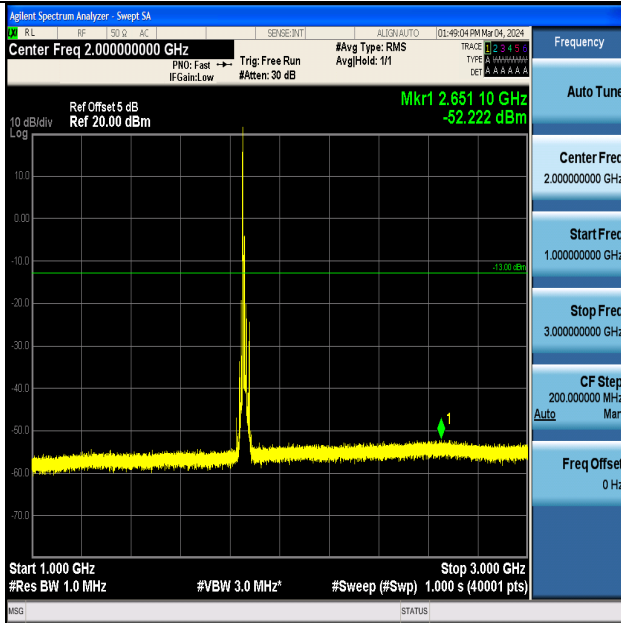 Agilent Spectrum Analyzer - Swept SA
RL RF 50 Ω AC SENSE:INT ALIGN AUTO 01:49:04 PM Mar 04, 2024
Center Freq 2.000000000 GHz
PNO: Fast
IFGain:Low
Trig: Free Run
#Atten: 30 dB
#Avg Type: RMS
Avg|Hold: 1/1
TRACE 1 2 3 4 5 6
TYPE A
DET A A A A A A
Frequency
Auto Tune
Center Freq
2.000000000 GHz
Start Freq
1.000000000 GHz
Stop Freq
3.000000000 GHz
CF Step
200.000000 MHz
Auto Man
Freq Offset
0 Hz
Mkr1 2.651 10 GHz
-52.222 dBm
Ref Offset 5 dB
10 dB/div Ref 20.00 dBm
Log
10.0
0.00
-10.0
-13.00 dBm
-20.0
-30.0
-40.0
1
-50.0
-60.0
-70.0
Start 1.000 GHz Stop 3.000 GHz
#Res BW 1.0 MHz #VBW 3.0 MHz* #Sweep (#Swp) 1.000 s (40001 pts)
MSG STATUS